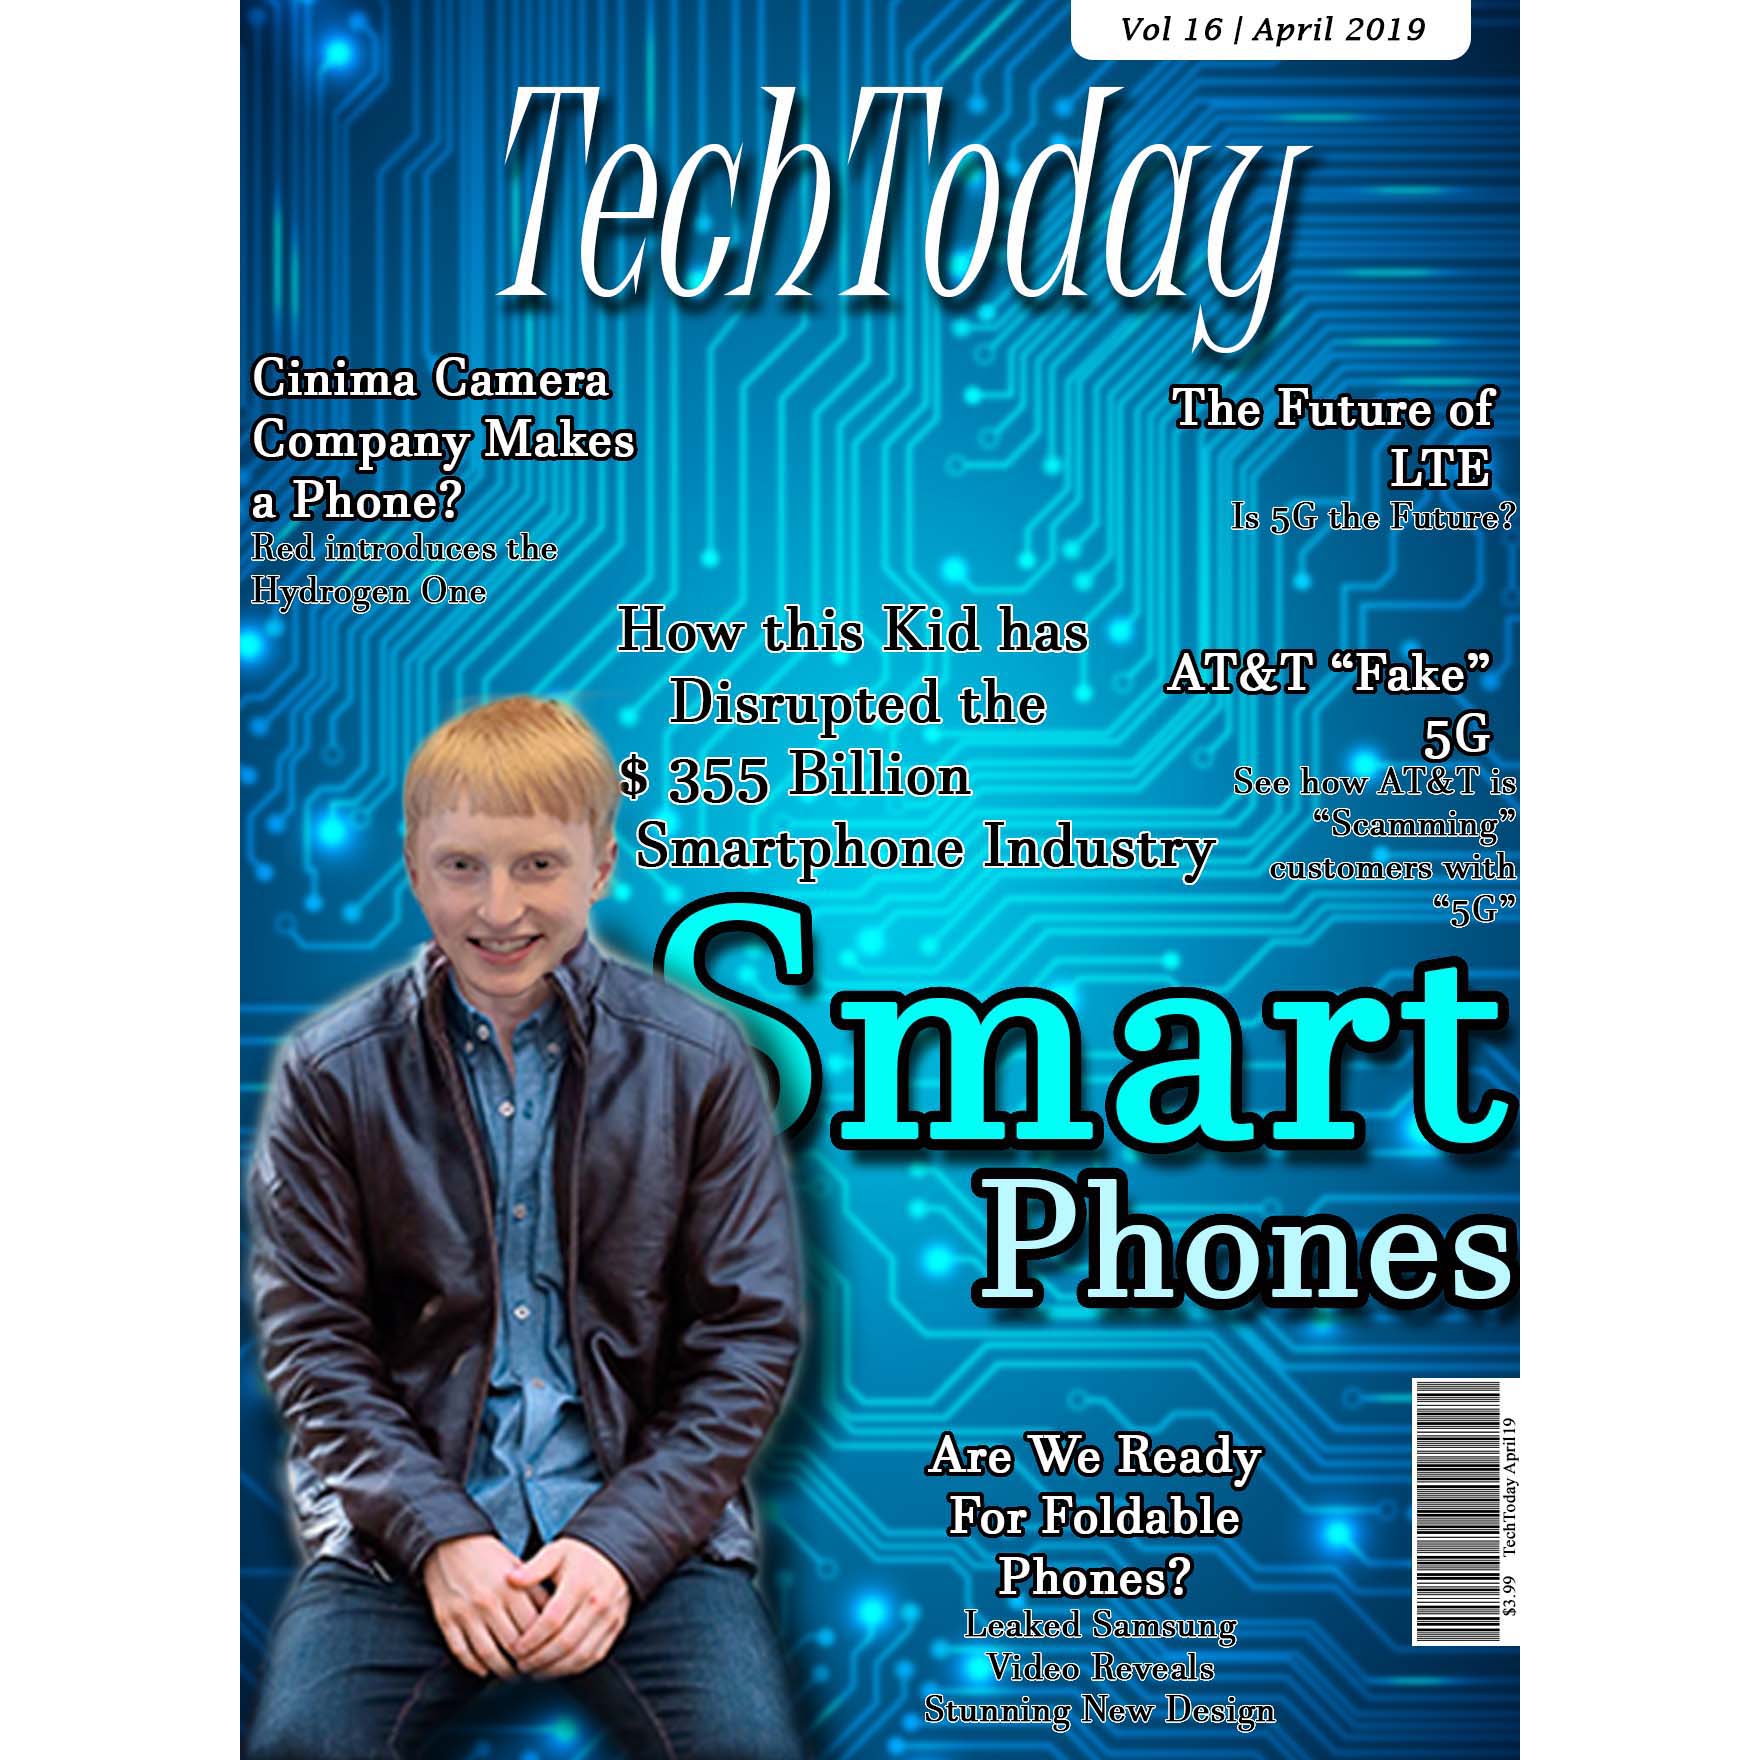 Vol 16 | April 2019
TechToday
Cinima Camera
Company Makes
a Phone?
Red introduces the
Hydrogen One
The Future of
LTE
Is 5G the Future?
How this Kid has
Disrupted the
$ 355 Billion
Smartphone Industry
AT&T “Fake”
5G
See how AT&T is
“Scamming”
customers with
“5G”
Smart
Phones
Are We Ready
For Foldable
Phones?
Leaked Samsung
Video Reveals
Stunning New Design
$3.99 TechToday April 19